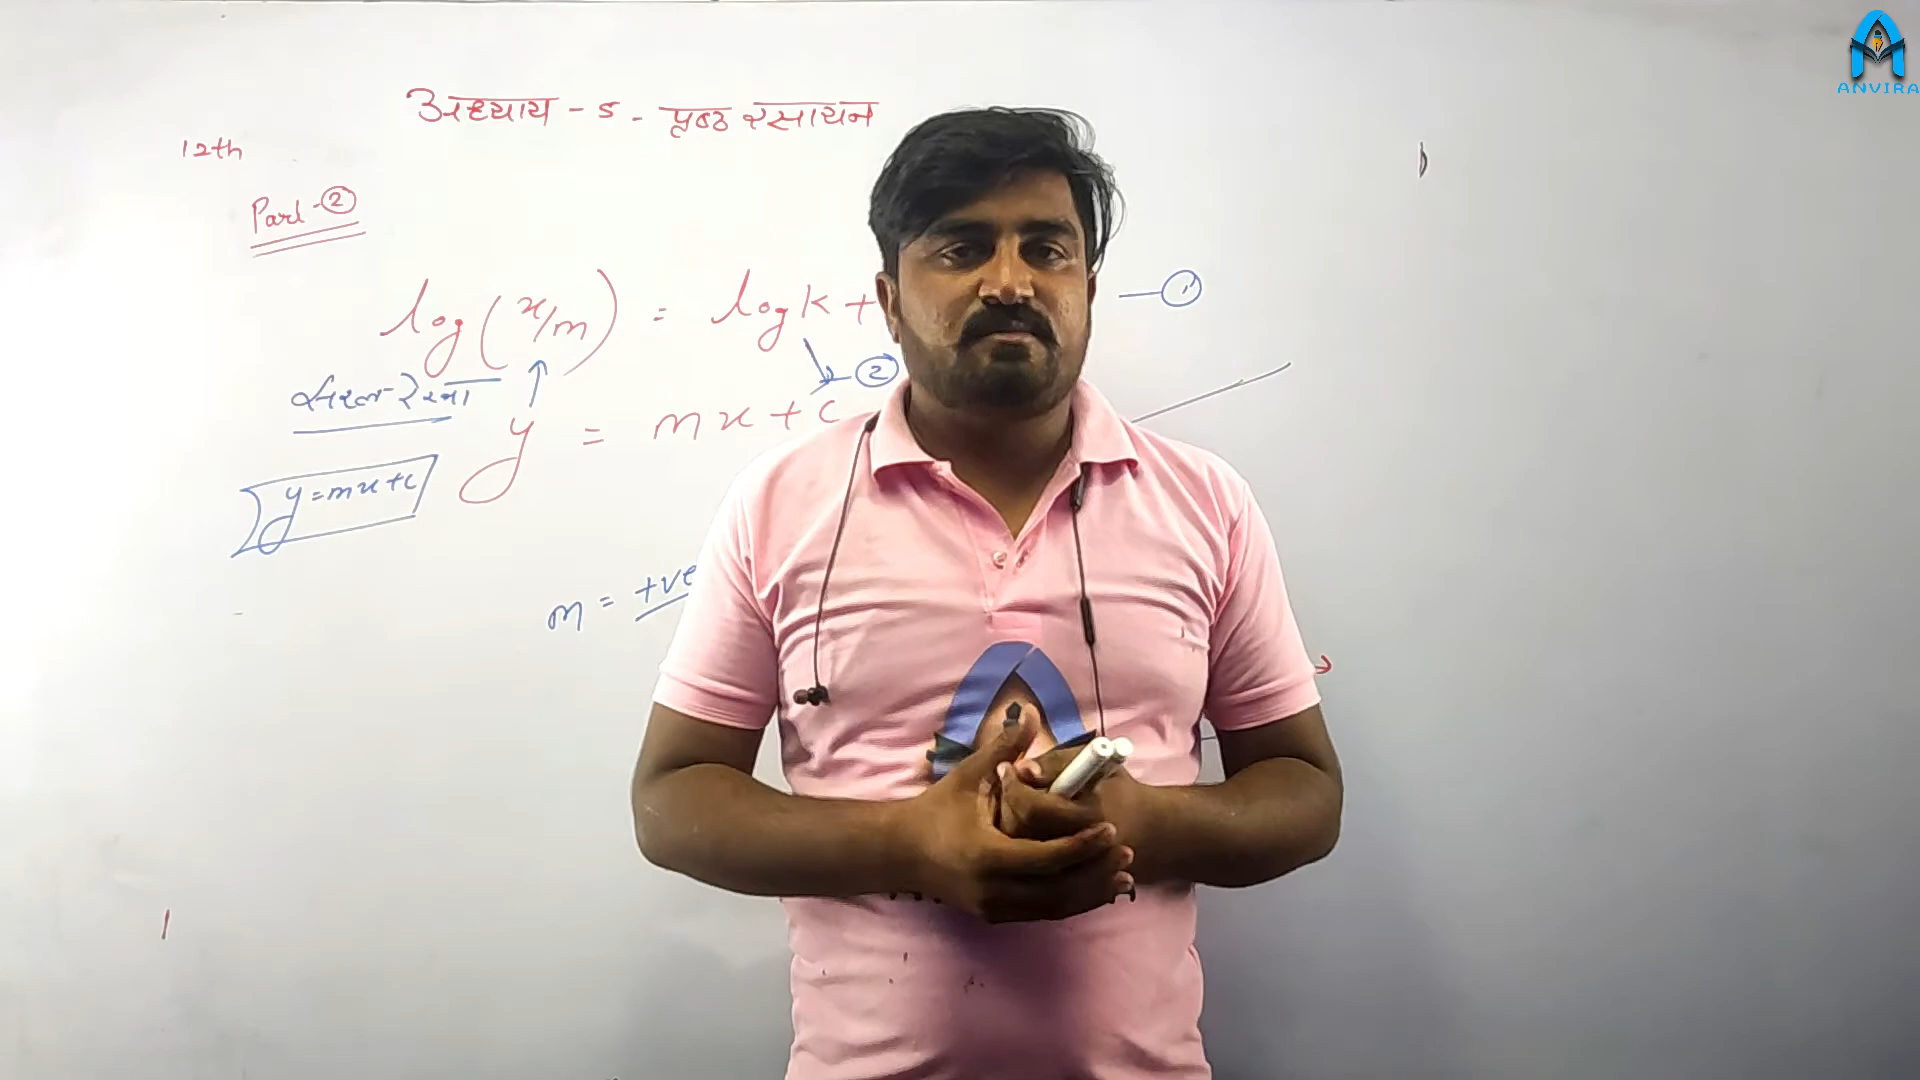 ANVIRA
अध्याय - 5 - पृष्ठ रसायन
12th
Part - ②
log (x/m) = log K + — ①
②
सरल रेखा
y = mx + c
y = mx + c
m = +ve